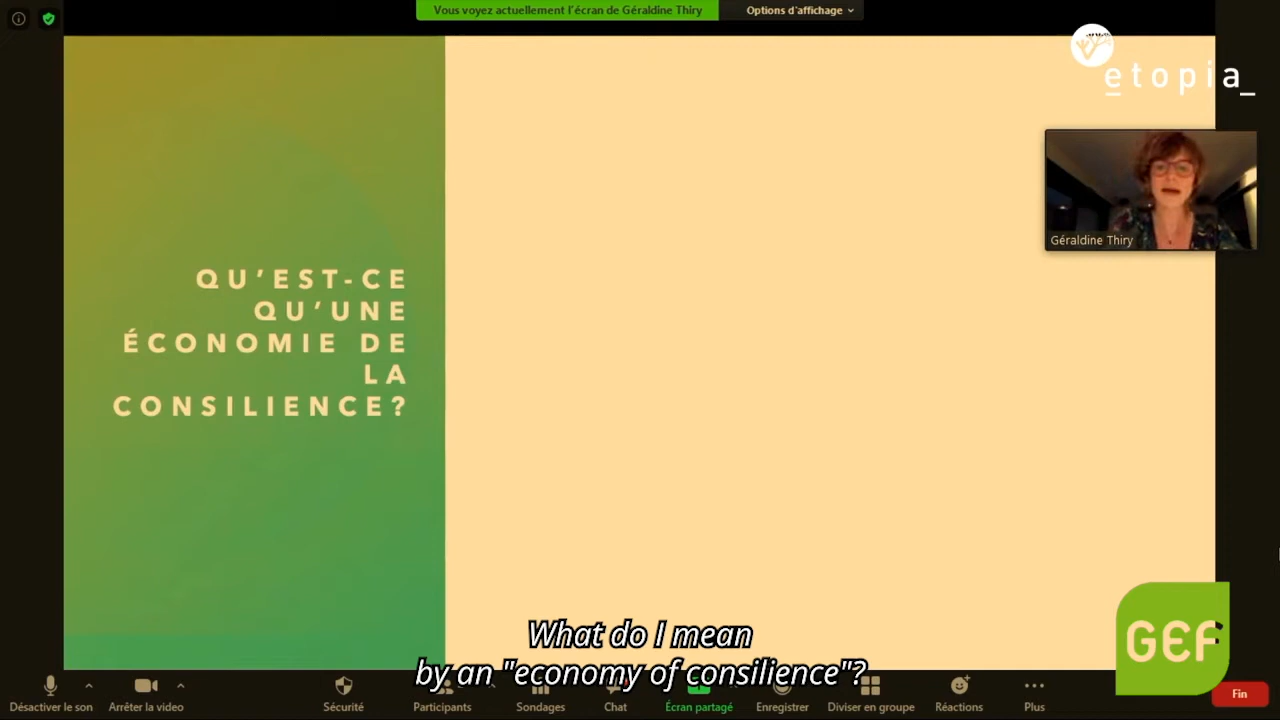 Vous voyez actuellement l'écran de Géraldine Thiry
Options d'affichage
etopia_
Géraldine Thiry
QU'EST-CE
QU'UNE
ÉCONOMIE DE
LA
CONSILIENCE?
What do I mean
by an "economy of consilience"?
GEF
Désactiver le son
Arrêter la video
Sécurité
Participants
Sondages
Chat
Écran partagé
Enregistrer
Diviser en groupe
Réactions
Plus
Fin